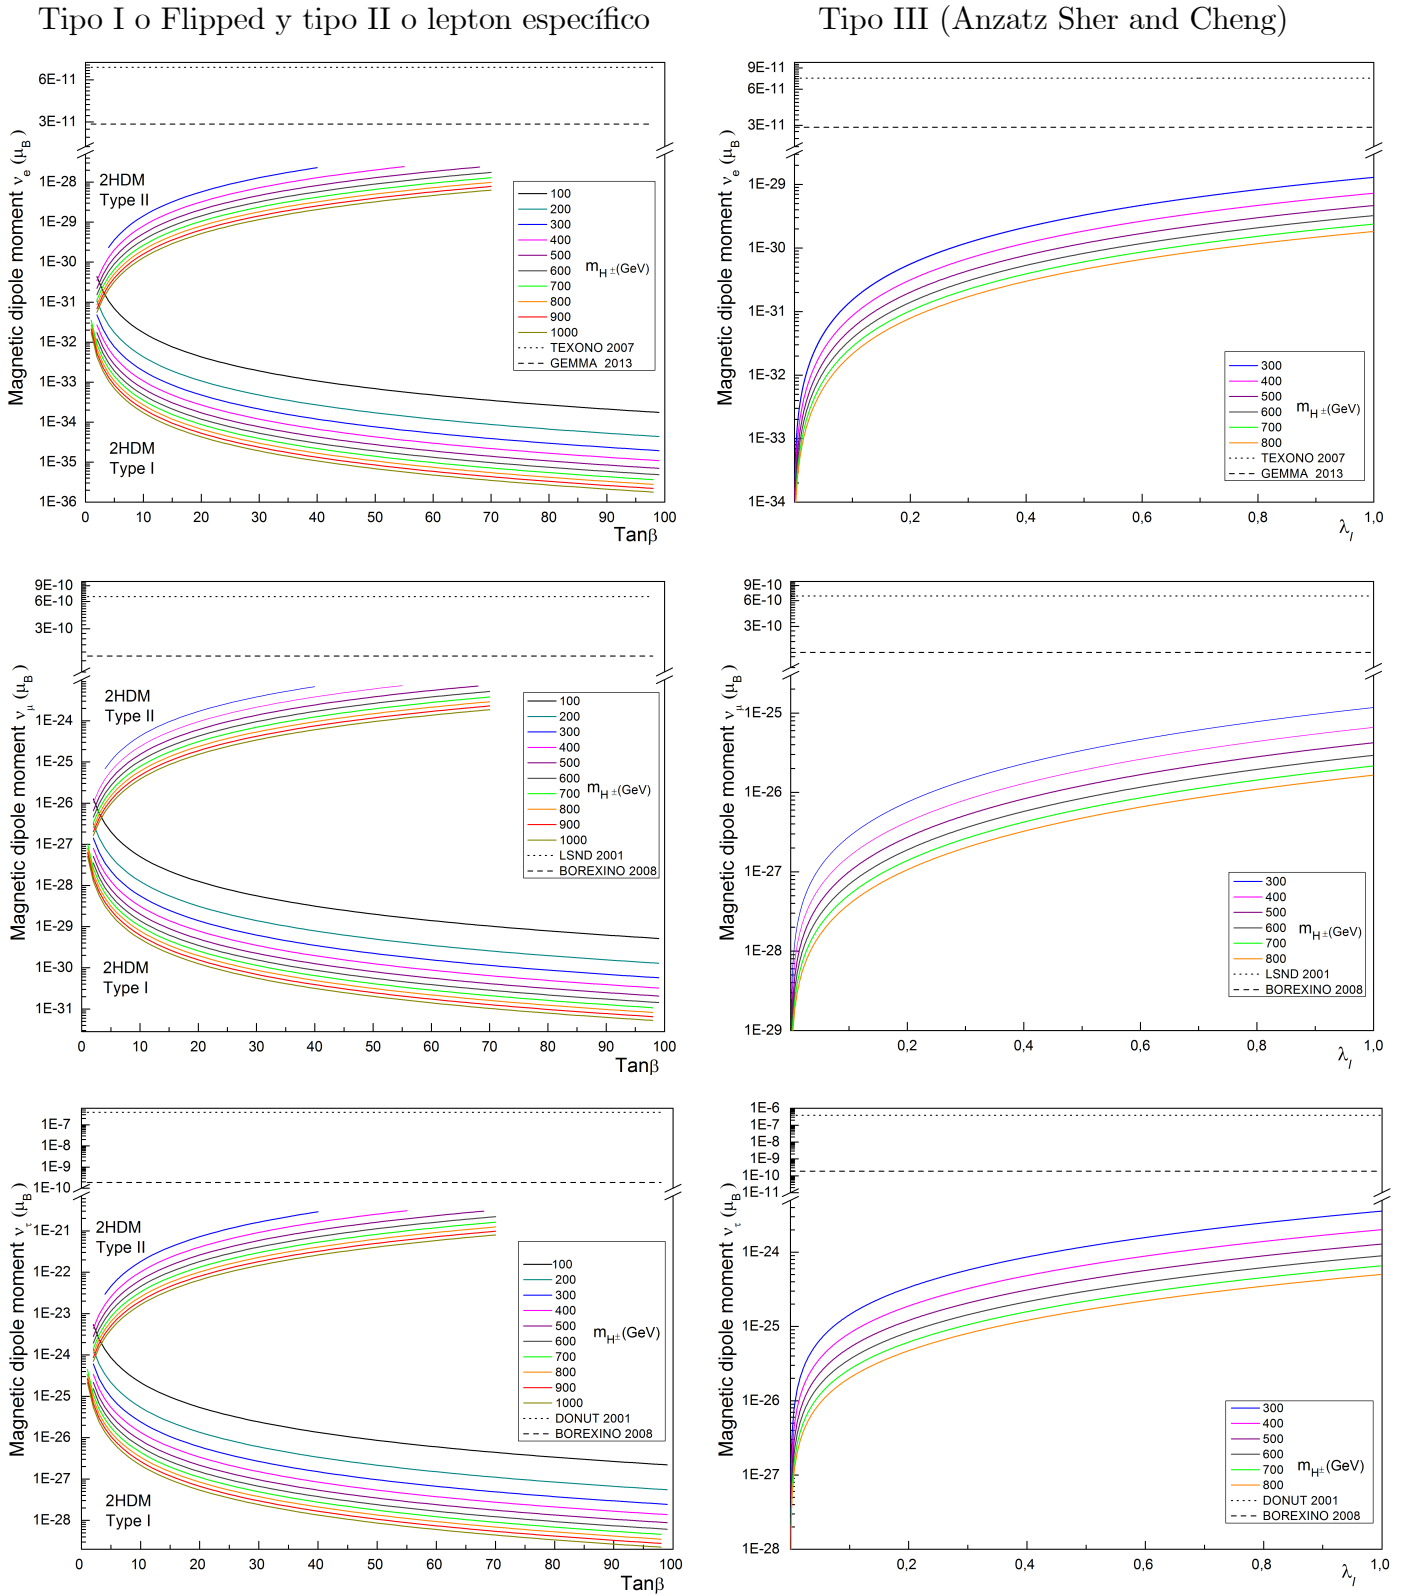 Tipo I o Flipped y tipo II o lepton específico
Tipo III (Anzatz Sher and Cheng)
Magnetic dipole moment ν_e (μ_B)
6E-11
3E-11
1E-28
1E-29
1E-30
1E-31
1E-32
1E-33
1E-34
1E-35
1E-36
2HDM
Type II
2HDM
Type I
100
200
300
400
500
600
700
800
900
1000
m_H±(GeV)
TEXONO 2007
GEMMA 2013
0 10 20 30 40 50 60 70 80 90 100
Tanβ
Magnetic dipole moment ν_e (μ_B)
9E-11
6E-11
3E-11
1E-29
1E-30
1E-31
1E-32
1E-33
1E-34
300
400
500
600
700
800
m_H±(GeV)
TEXONO 2007
GEMMA 2013
0,2 0,4 0,6 0,8 1,0
λ_l
Magnetic dipole moment ν_μ (μ_B)
9E-10
6E-10
3E-10
1E-24
1E-25
1E-26
1E-27
1E-28
1E-29
1E-30
1E-31
2HDM
Type II
2HDM
Type I
100
200
300
400
500
600
700
800
900
1000
m_H±(GeV)
LSND 2001
BOREXINO 2008
0 10 20 30 40 50 60 70 80 90 100
Tanβ
Magnetic dipole moment ν_μ (μ_B)
9E-10
6E-10
3E-10
1E-25
1E-26
1E-27
1E-28
1E-29
300
400
500
600
700
800
m_H±(GeV)
LSND 2001
BOREXINO 2008
0,2 0,4 0,6 0,8 1,0
λ_l
Magnetic dipole moment ν_τ (μ_B)
1E-7
1E-8
1E-9
1E-10
1E-21
1E-22
1E-23
1E-24
1E-25
1E-26
1E-27
1E-28
2HDM
Type II
2HDM
Type I
100
200
300
400
500
600
700
800
900
1000
m_H±(GeV)
DONUT 2001
BOREXINO 2008
0 10 20 30 40 50 60 70 80 90 100
Tanβ
Magnetic dipole moment ν_τ (μ_B)
1E-6
1E-7
1E-8
1E-9
1E-10
1E-11
1E-24
1E-25
1E-26
1E-27
1E-28
300
400
500
600
700
800
m_H±(GeV)
DONUT 2001
BOREXINO 2008
0,2 0,4 0,6 0,8 1,0
λ_l